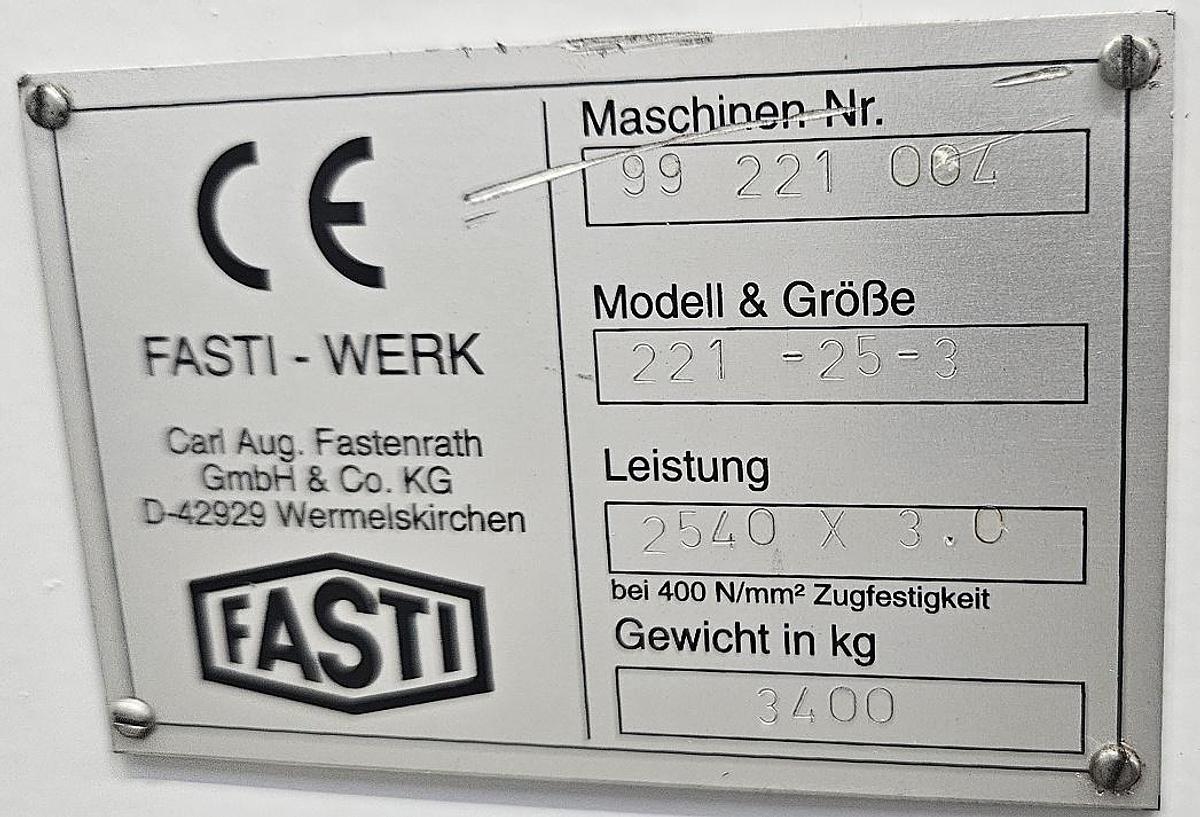 CE
FASTI - WERK
Carl Aug. Fastenrath
GmbH & Co. KG
D-42929 Wermelskirchen
FASTI
Maschinen Nr.
99 221 004
Modell & Größe
221 -25-3
Leistung
2540 X 3.0
bei 400 N/mm² Zugfestigkeit
Gewicht in kg
3400